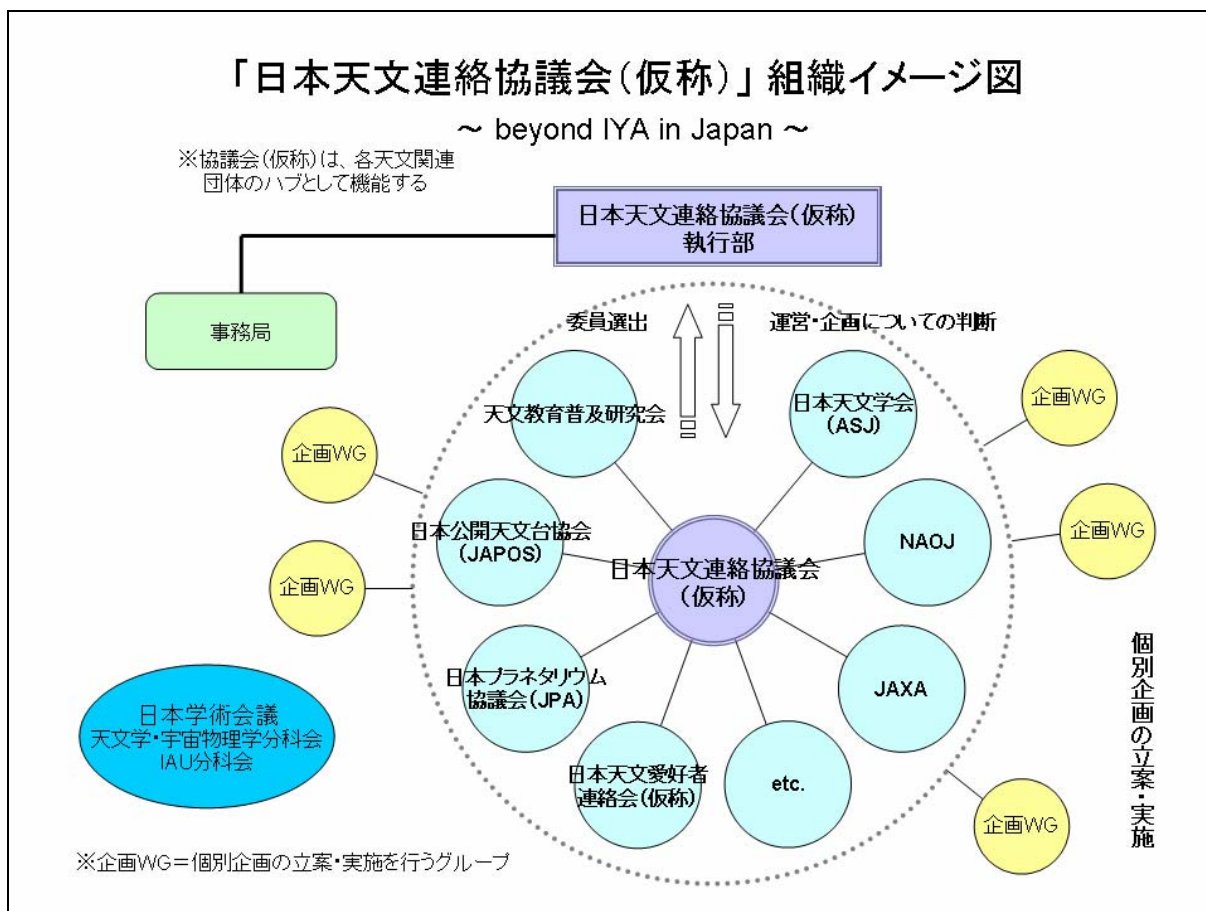 「日本天文連絡協議会(仮称)」 組織イメージ図
～ beyond IYA in Japan ～
※協議会(仮称)は、各天文関連
団体のハブとして機能する
日本天文連絡協議会(仮称)
執行部
事務局
委員選出
運営・企画についての判断
天文教育普及研究会
日本天文学会
(ASJ)
企画WG
企画WG
日本公開天文台協会
(JAPOS)
NAOJ
企画WG
企画WG
日本天文連絡協議会
(仮称)
日本プラネタリウム
協議会(JPA)
JAXA
個別企画の立案・実施
日本学術会議
天文学・宇宙物理学分科会
IAU分科会
日本天文愛好者
連絡会(仮称)
etc.
企画WG
※企画WG＝個別企画の立案・実施を行うグループ